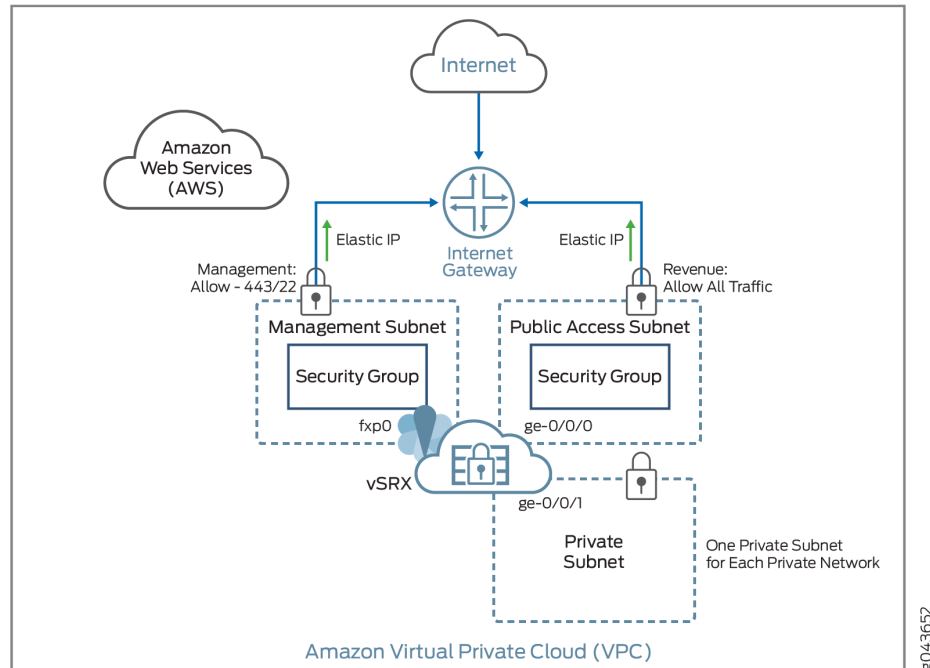 Internet
Amazon
Web Services
(AWS)
Elastic IP
Elastic IP
Internet
Gateway
Management:
Allow - 443/22
Revenue:
Allow All Traffic
Management Subnet
Public Access Subnet
Security Group
Security Group
fxp0
ge-0/0/0
vSRX
ge-0/0/1
Private
Subnet
One Private Subnet
for Each Private Network
Amazon Virtual Private Cloud (VPC)
g043652